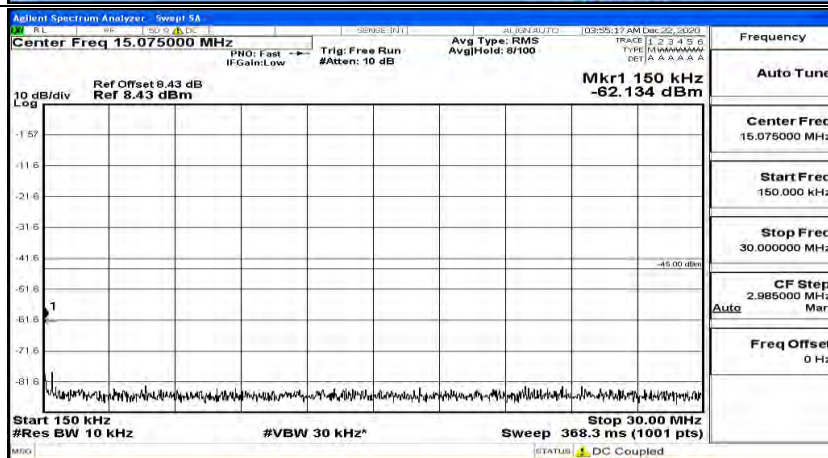 Agilent Spectrum Analyzer - Swept SA
RL RF 50 Ω DC SENSE:INT ALIGN AUTO 03:55:17 AM Dec 22, 2020
Center Freq 15.075000 MHz
PNO: Fast
IFGain:Low
Trig: Free Run
#Atten: 10 dB
Avg Type: RMS
Avg|Hold: 8/100
TRACE 1 2 3 4 5 6
TYPE MWWWWW
DET A A A A A A
Ref Offset 8.43 dB
Ref 8.43 dBm
10 dB/div
Log
Mkr1 150 kHz
-62.134 dBm
-1.57
-11.6
-21.6
-31.6
-41.6
-45.00 dBm
-51.6
1
-61.6
-71.6
-81.6
Start 150 kHz
Stop 30.00 MHz
#Res BW 10 kHz
#VBW 30 kHz*
Sweep 368.3 ms (1001 pts)
MSG
STATUS DC Coupled
Frequency
Auto Tune
Center Freq
15.075000 MHz
Start Freq
150.000 kHz
Stop Freq
30.000000 MHz
CF Step
2.985000 MHz
Auto Man
Freq Offset
0 Hz